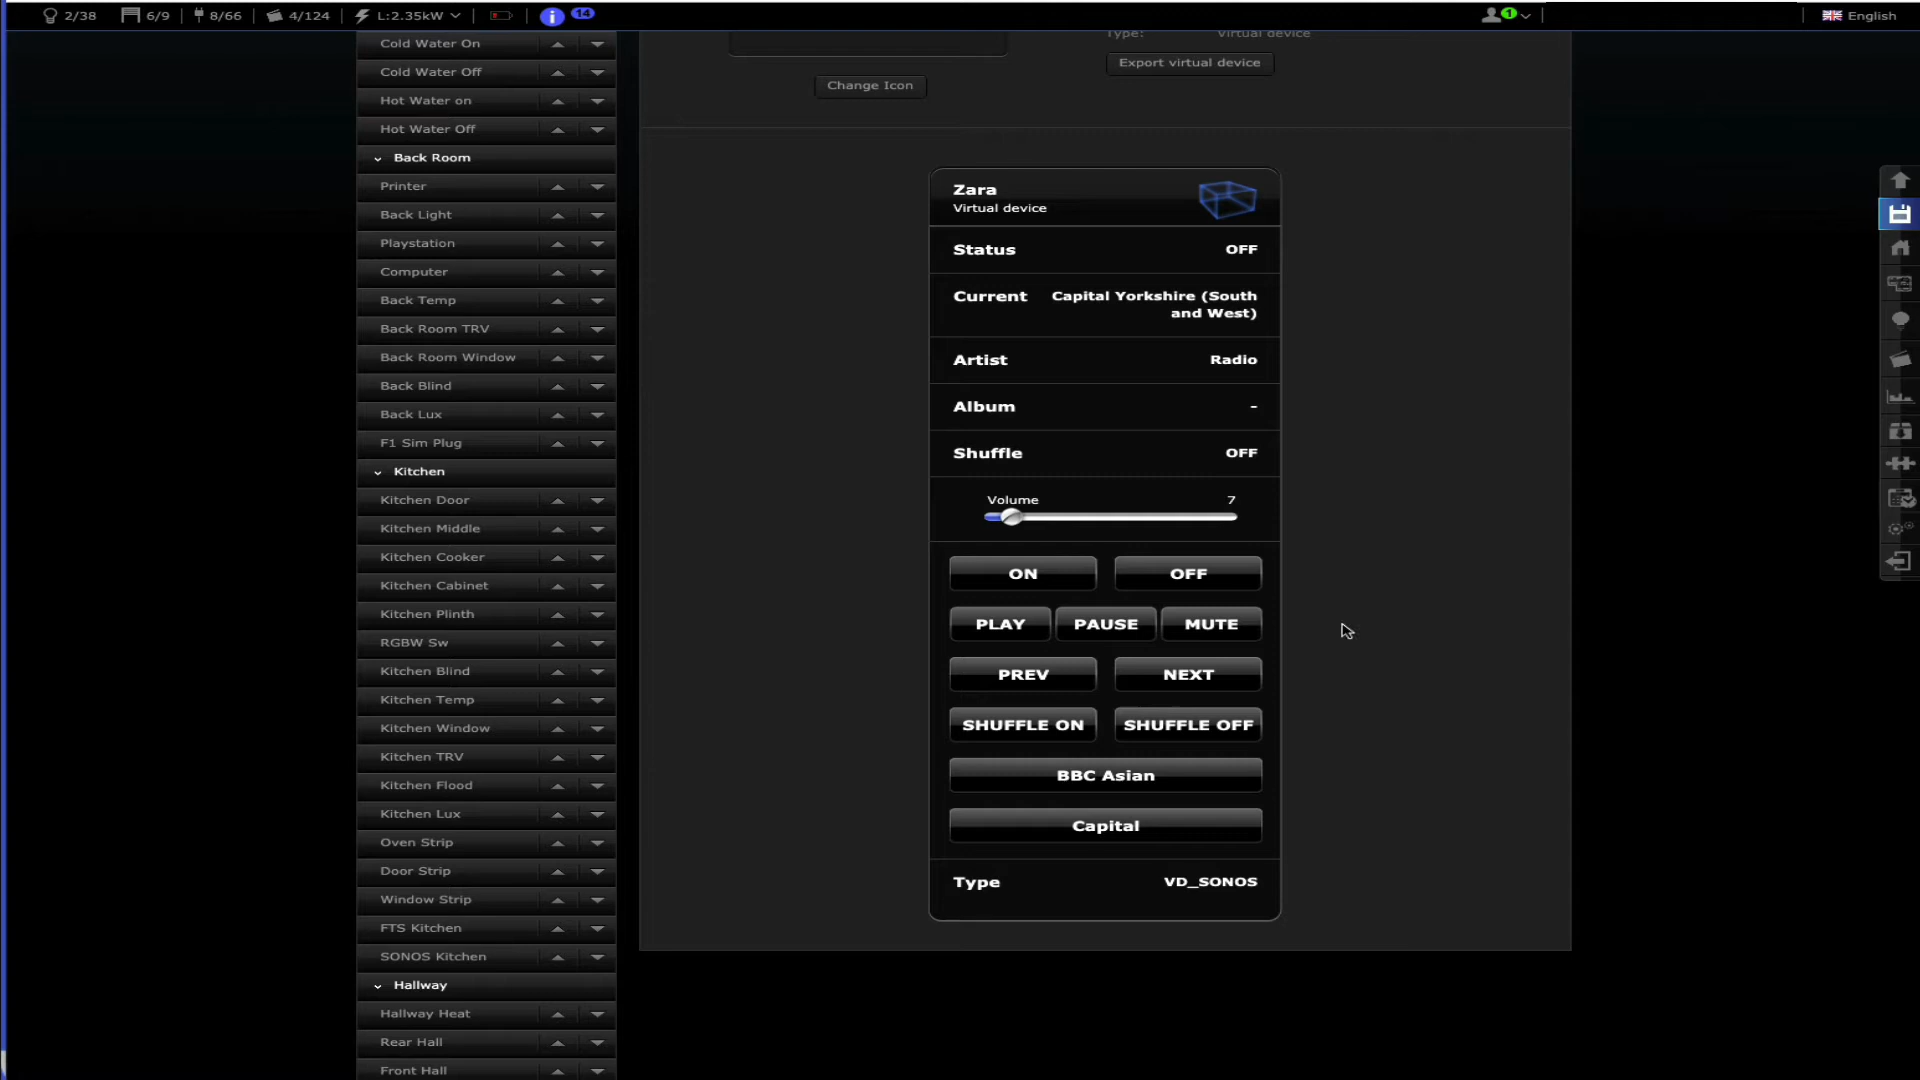 2/38 6/9 8/66 4/124 L:2.35kW 14 1 English
Cold Water On
Cold Water Off
Hot Water on
Hot Water Off
Back Room
Printer
Back Light
Playstation
Computer
Back Temp
Back Room TRV
Back Room Window
Back Blind
Back Lux
F1 Sim Plug
Kitchen
Kitchen Door
Kitchen Middle
Kitchen Cooker
Kitchen Cabinet
Kitchen Plinth
RGBW Sw
Kitchen Blind
Kitchen Temp
Kitchen Window
Kitchen TRV
Kitchen Flood
Kitchen Lux
Oven Strip
Door Strip
Window Strip
FTS Kitchen
SONOS Kitchen
Hallway
Hallway Heat
Rear Hall
Front Hall
Type: Virtual device
Export virtual device
Change Icon
Zara
Virtual device
Status OFF
Current Capital Yorkshire (South
and West)
Artist Radio
Album -
Shuffle OFF
Volume 7
ON OFF
PLAY PAUSE MUTE
PREV NEXT
SHUFFLE ON SHUFFLE OFF
BBC Asian
Capital
Type VD_SONOS